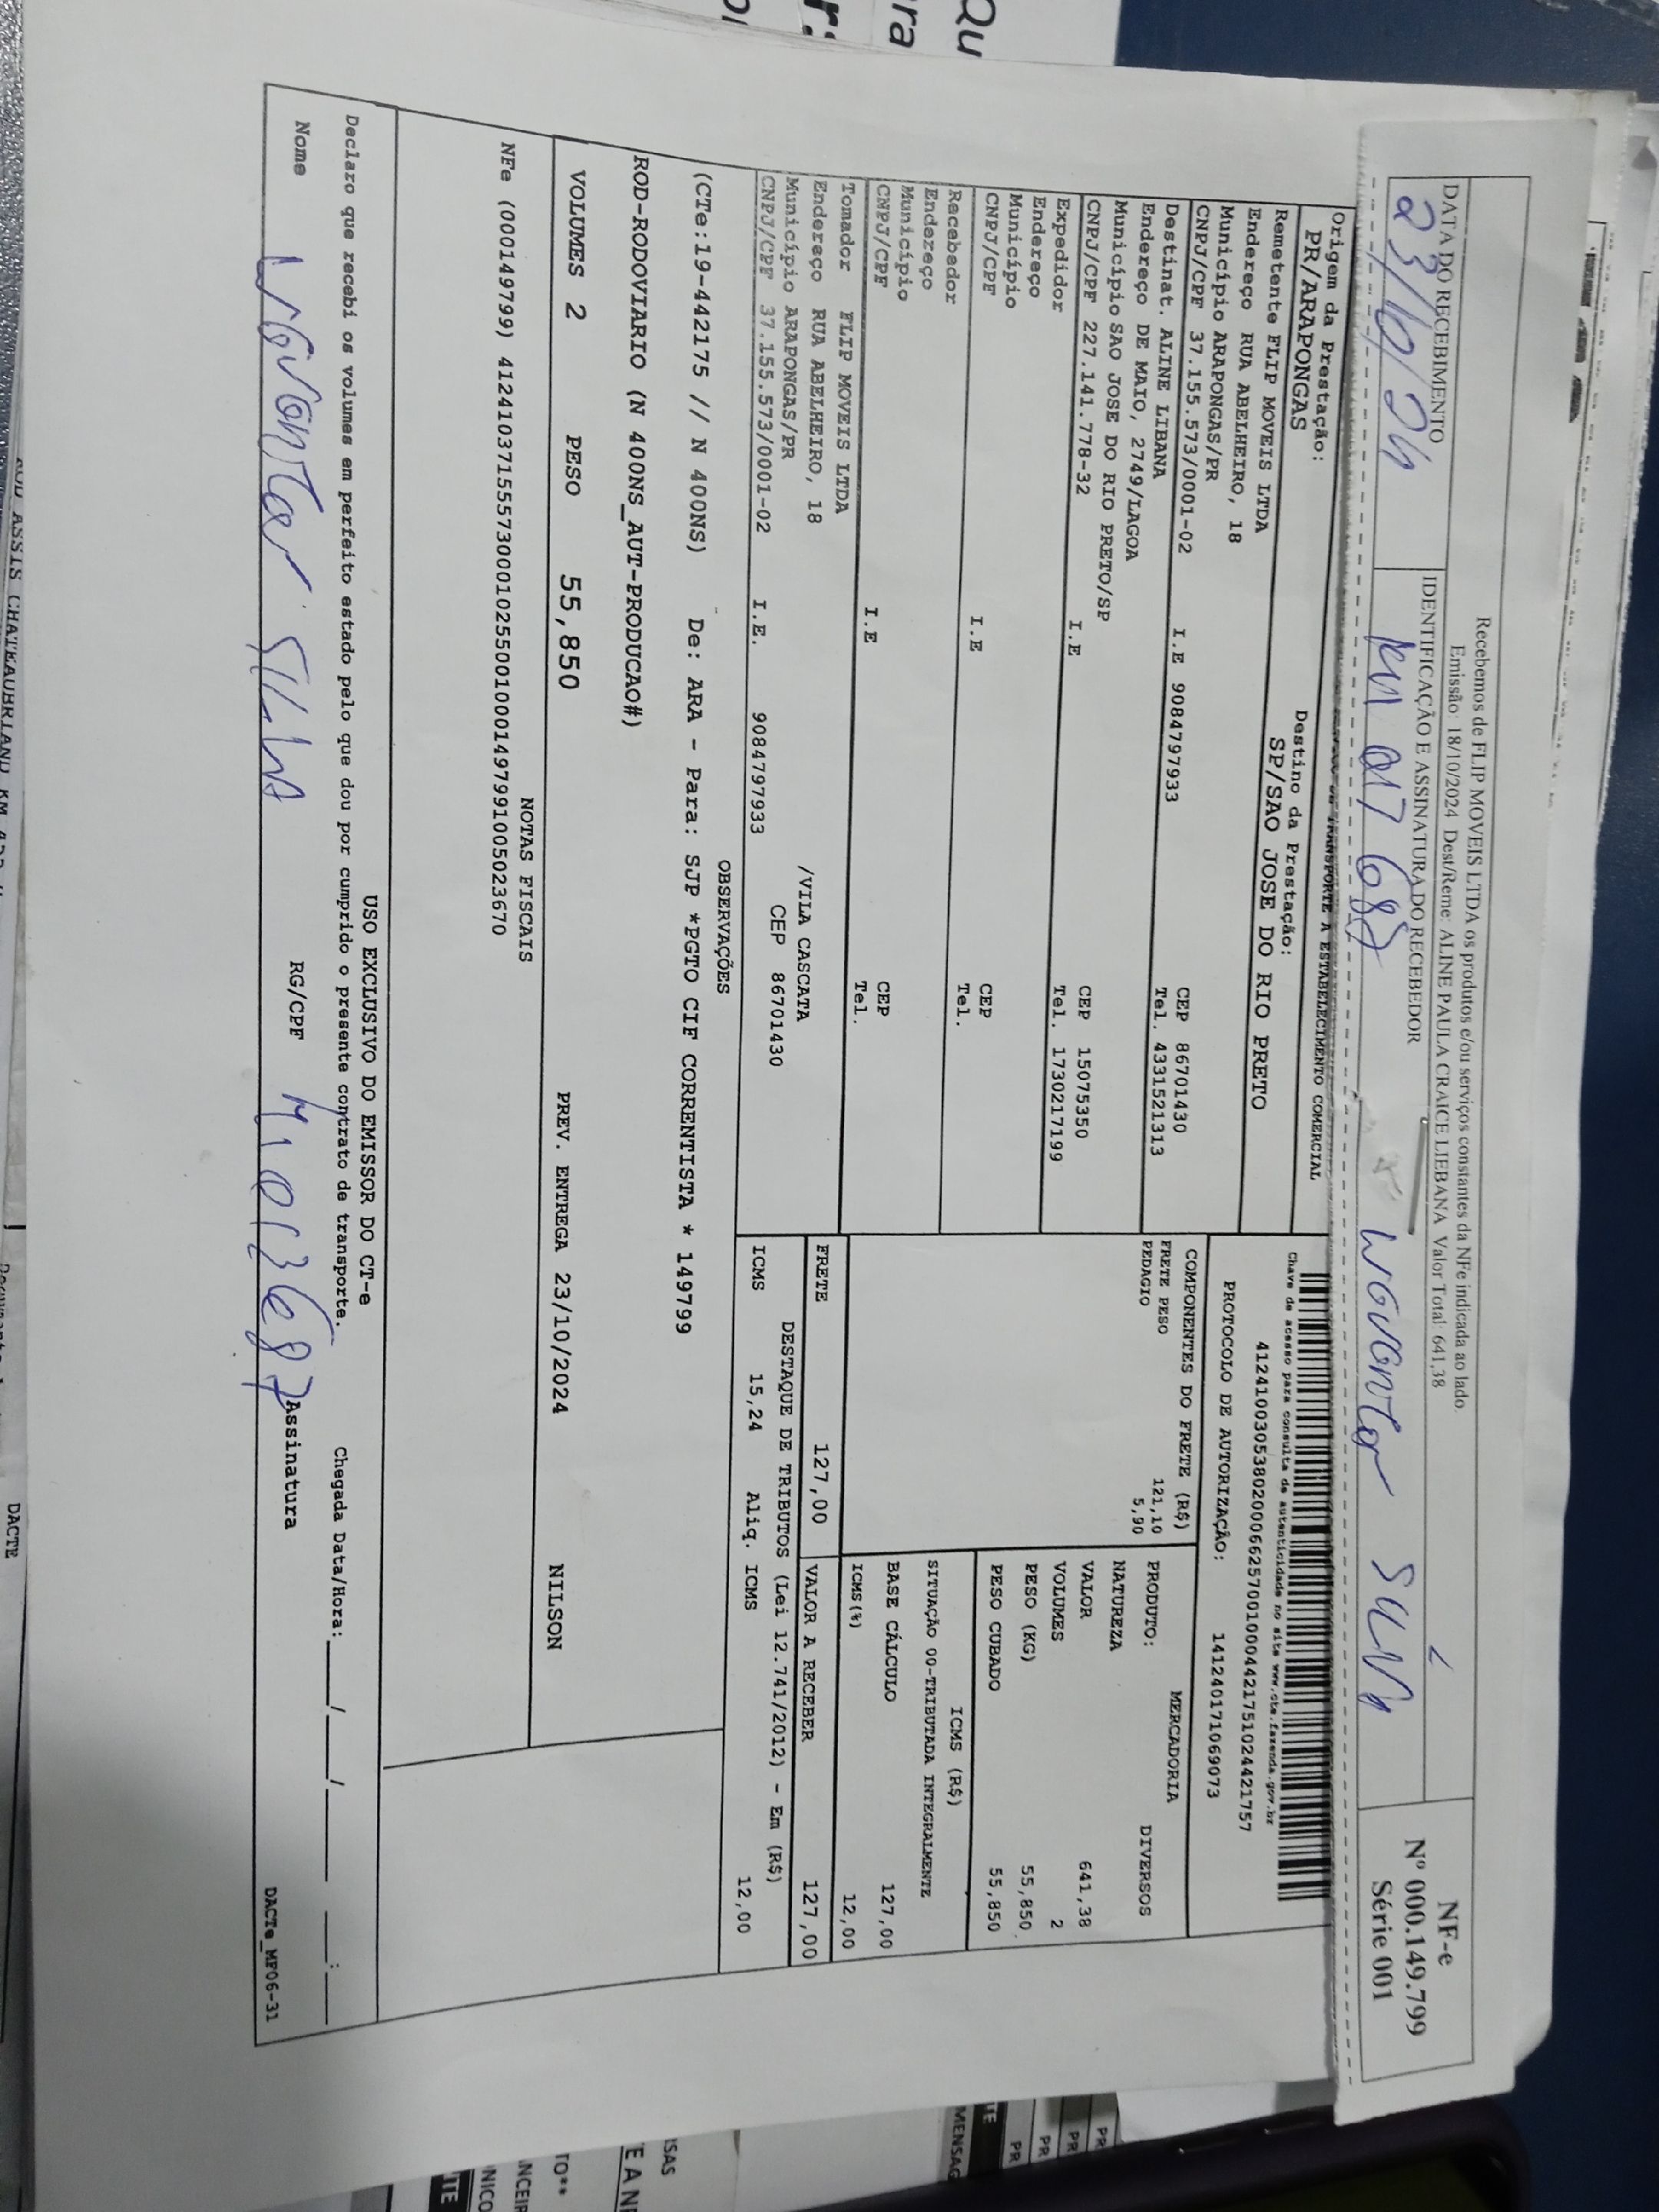 Recebemos de FLIP MOVEIS LTDA os produtos e/ou serviços constantes da NFe indicada ao lado.
Emissão: 18/10/2024 Dest/Reme: ALINE PAULA CRAICE LIEBANA Valor Total: 641,38
DATA DO RECEBIMENTO
IDENTIFICAÇÃO E ASSINATURA DO RECEBEDOR
23/10/24
NF-e
Nº 000.149.799
Série 001
TRANSPORTE A ESTABELECIMENTO COMERCIAL
Origem da Prestação:
PR/ARAPONGAS
Destino da Prestação:
SP/SAO JOSE DO RIO PRETO
Remetente FLIP MOVEIS LTDA
Endereço RUA ABELHEIRO, 18
Município ARAPONGAS/PR
CEP 86701430
CNPJ/CPF 37.155.573/0001-02 I.E 9084797933
Tel. 4331521313
Destinat. ALINE LIBANA
Endereço DE MAIO, 2749/LAGOA
Município SAO JOSE DO RIO PRETO/SP
CEP 15075350
CNPJ/CPF 227.141.778-32 I.E
Tel. 1730217199
Expedidor
Endereço
Município
CEP
CNPJ/CPF I.E
Tel.
Recebador
Endereço
Município
CEP
CNPJ/CPF I.E
Tel.
Tomador FLIP MOVEIS LTDA
Endereço RUA ABELHEIRO, 18 /VILA CASCATA
Município ARAPONGAS/PR CEP 86701430
CNPJ/CPF 37.155.573/0001-02 I.E. 9084797933
Chave de acesso para consulta de autenticidade no site www.cte.fazenda.gov.br
41241003053802000662570010004421751024421757
PROTOCOLO DE AUTORIZAÇÃO: 141240171069073
COMPONENTES DO FRETE (R$)
FRETE PESO 121,10
PEDAGIO 5,90
MERCADORIA
PRODUTO: DIVERSOS
NATUREZA
VALOR 641,38
VOLUMES 2
PESO (KG) 55,850
PESO CUBADO 55,850
ICMS (R$)
SITUAÇÃO 00-TRIBUTADA INTEGRALMENTE
BASE CÁLCULO 127,00
ICMS(%) 12,00
FRETE 127,00 VALOR A RECEBER 127,00
DESTAQUE DE TRIBUTOS (Lei 12.741/2012) - Em (R$)
ICMS 15,24 Aliq. ICMS 12,00
OBSERVAÇÕES
(CTe:19-442175 // N 400NS) De: ARA - Para: SJP *PGTO CIF CORRENTISTA * 149799
ROD-RODOVIARIO (N 400NS_AUT-PRODUCAO#)
VOLUMES 2 PESO 55,850 PREV. ENTREGA 23/10/2024 NILSON
NOTAS FISCAIS
NFe (000149799) 41241037155573000102550010001497991005023670
USO EXCLUSIVO DO EMISSOR DO CT-e
Declaro que recebi os volumes em perfeito estado pelo que dou por cumprido o presente contrato de transporte.
Chegada Data/Hora:____/____/______ ____:____
Nome
RG/CPF
Assinatura
DACTe_MF06-31
DACTE